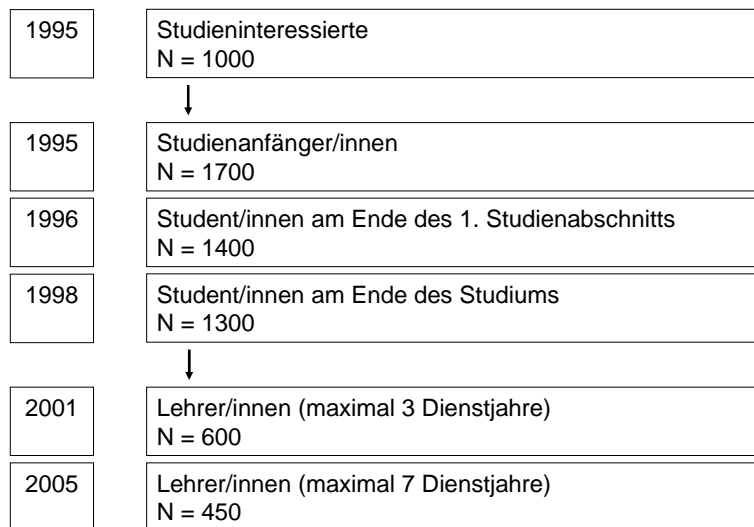 1995
Studieninteressierte
N = 1000
1995
Studienanfänger/innen
N = 1700
1996
Student/innen am Ende des 1. Studienabschnitts
N = 1400
1998
Student/innen am Ende des Studiums
N = 1300
2001
Lehrer/innen (maximal 3 Dienstjahre)
N = 600
2005
Lehrer/innen (maximal 7 Dienstjahre)
N = 450